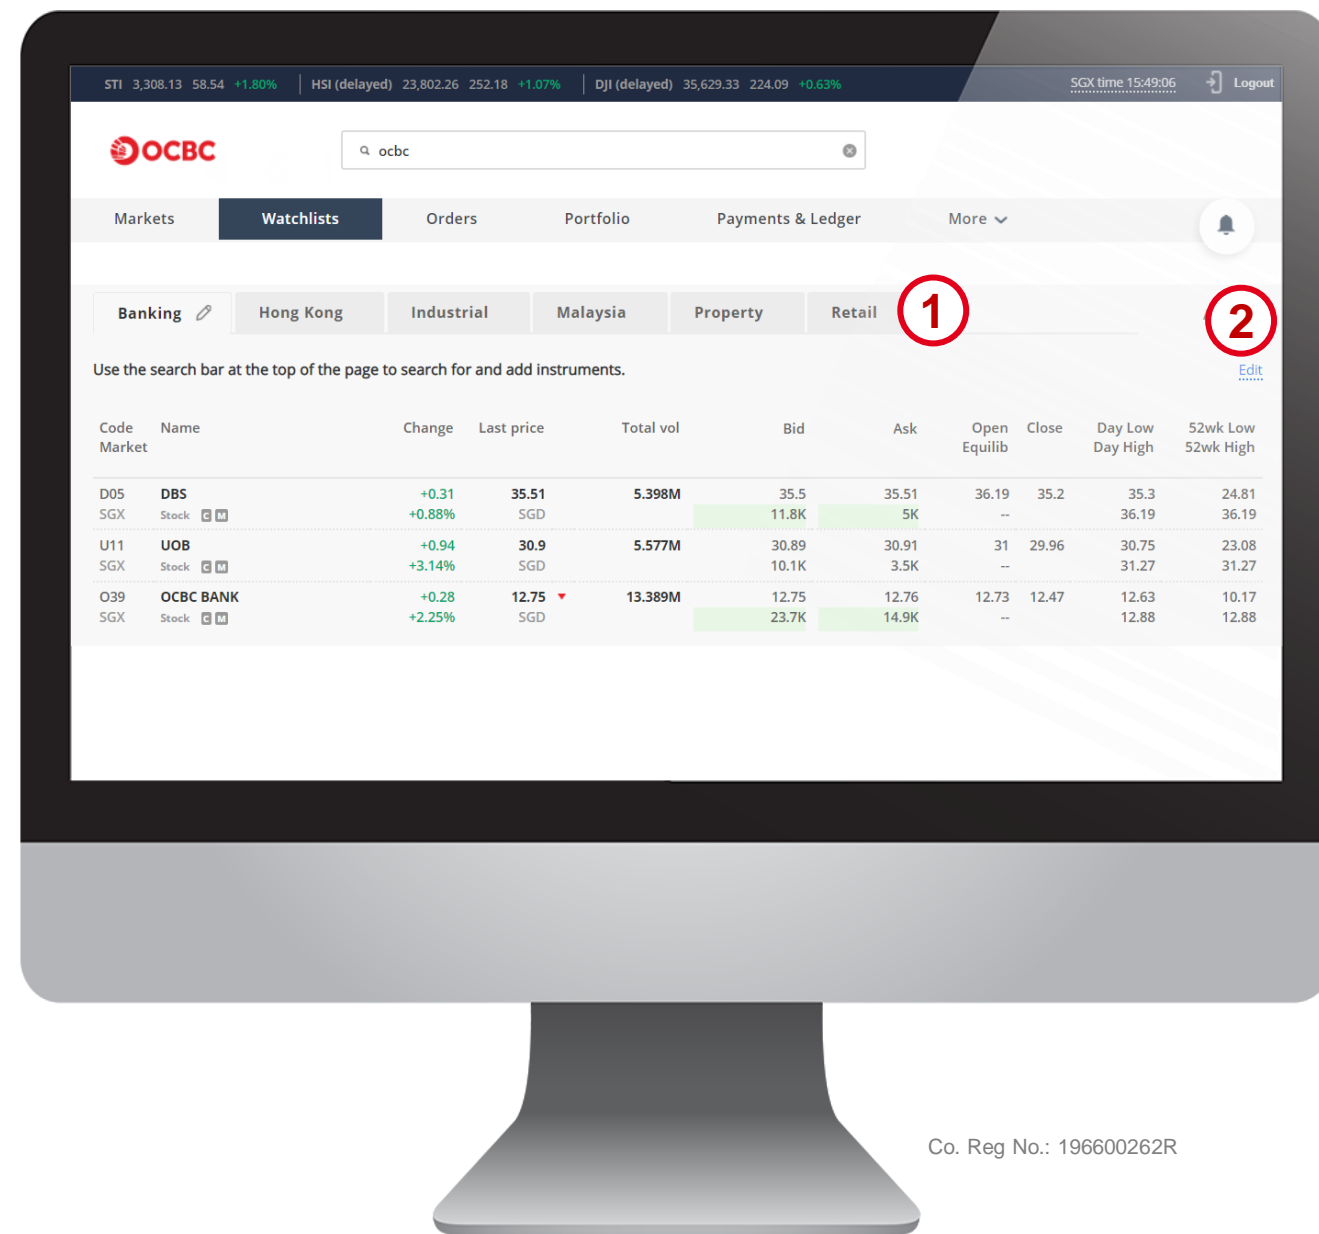 STI 3,308.13 58.54 +1.80% HSI (delayed) 23,802.26 252.18 +1.07% DJI (delayed) 35,629.33 224.09 +0.63% SGX time 15:49:06 Logout
OCBC ocbc
Markets Watchlists Orders Portfolio Payments & Ledger More
Banking Hong Kong Industrial Malaysia Property Retail 1 2
Use the search bar at the top of the page to search for and add instruments. Edit
Code Name Change Last price Total vol Bid Ask Open Close Day Low 52wk Low
Market Equilib Day High 52wk High
D05 DBS +0.31 35.51 5.398M 35.5 35.51 36.19 35.2 35.3 24.81
SGX Stock C M +0.88% SGD 11.8K 5K -- 36.19 36.19
U11 UOB +0.94 30.9 5.577M 30.89 30.91 31 29.96 30.75 23.08
SGX Stock C M +3.14% SGD 10.1K 3.5K -- 31.27 31.27
O39 OCBC BANK +0.28 12.75 13.389M 12.75 12.76 12.73 12.47 12.63 10.17
SGX Stock C M +2.25% SGD 23.7K 14.9K -- 12.88 12.88
Co. Reg No.: 196600262R